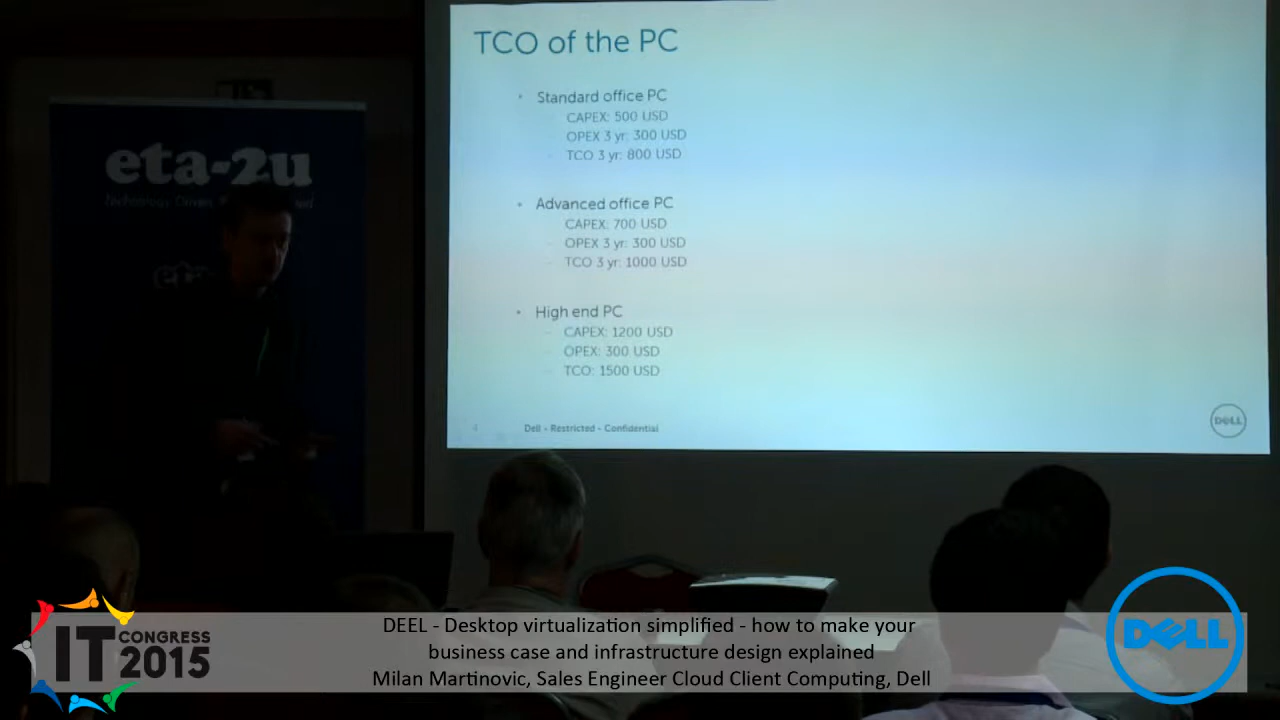 TCO of the PC
• Standard office PC
CAPEX: 500 USD
- OPEX 3 yr: 300 USD
- TCO 3 yr: 800 USD
• Advanced office PC
CAPEX: 700 USD
- OPEX 3 yr: 300 USD
- TCO 3 yr: 1000 USD
• High end PC
- CAPEX: 1200 USD
- OPEX: 300 USD
- TCO: 1500 USD
4 Dell - Restricted - Confidential
DELL
eta-2u
Technology Driven
DEEL - Desktop virtualization simplified - how to make your
business case and infrastructure design explained
Milan Martinovic, Sales Engineer Cloud Client Computing, Dell
IT CONGRESS
2015
DELL